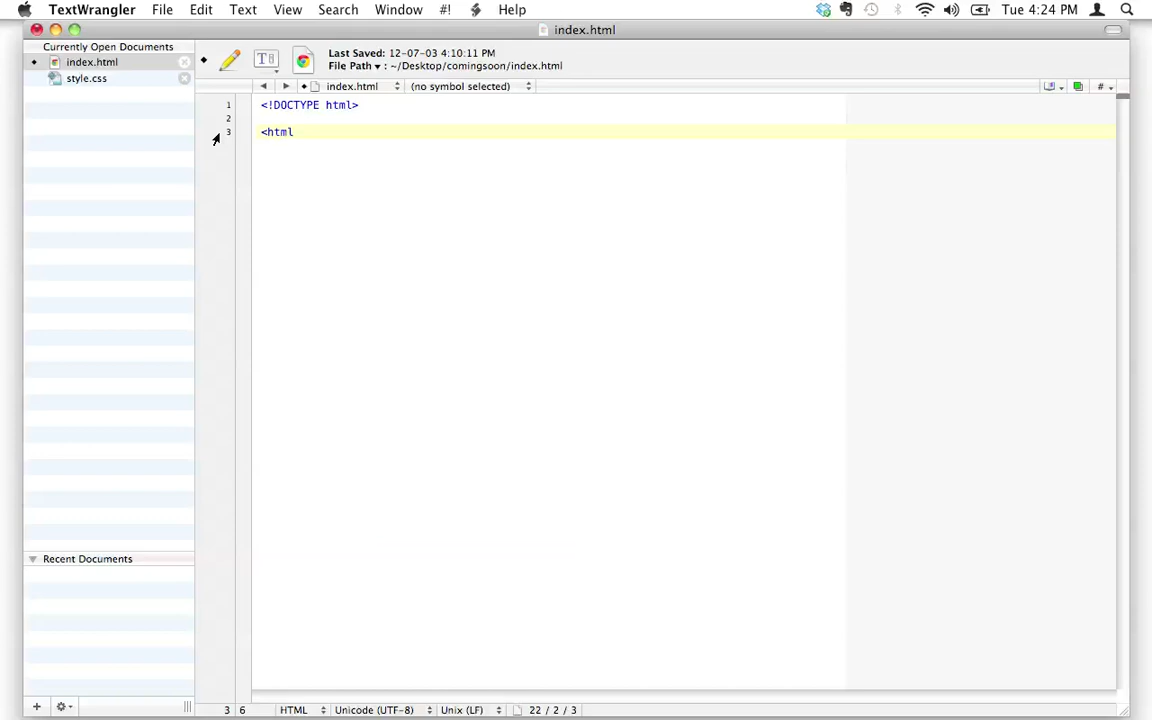 TextWrangler File Edit Text View Search Window #! Help Tue 4:24 PM
index.html
Currently Open Documents
index.html
style.css
Last Saved: 12-07-03 4:10:11 PM
File Path ▾ : ~/Desktop/comingsoon/index.html
index.html (no symbol selected) #
1 <!DOCTYPE html>
2
3 <html
Recent Documents
3 6 HTML Unicode (UTF-8) Unix (LF) 22 / 2 / 3